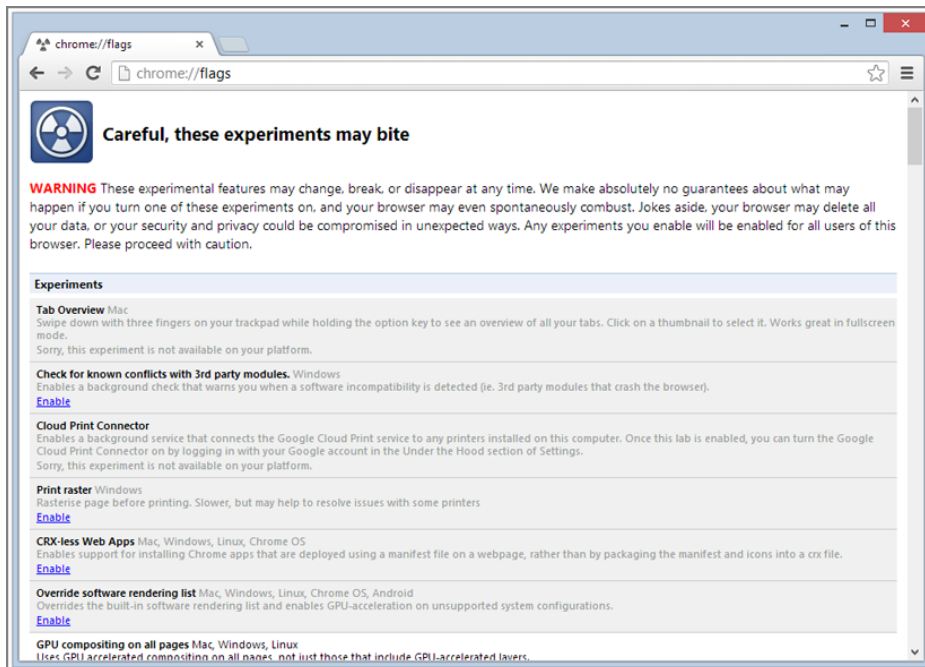 chrome://flags
chrome://flags
Careful, these experiments may bite
WARNING These experimental features may change, break, or disappear at any time. We make absolutely no guarantees about what may
happen if you turn one of these experiments on, and your browser may even spontaneously combust. Jokes aside, your browser may delete all
your data, or your security and privacy could be compromised in unexpected ways. Any experiments you enable will be enabled for all users of this
browser. Please proceed with caution.
Experiments
Tab Overview Mac
Swipe down with three fingers on your trackpad while holding the option key to see an overview of all your tabs. Click on a thumbnail to select it. Works great in fullscreen
mode.
Sorry, this experiment is not available on your platform.
Check for known conflicts with 3rd party modules. Windows
Enables a background check that warns you when a software incompatibility is detected (ie. 3rd party modules that crash the browser).
Enable
Cloud Print Connector
Enables a background service that connects the Google Cloud Print service to any printers installed on this computer. Once this lab is enabled, you can turn the Google
Cloud Print Connector on by logging in with your Google account in the Under the Hood section of Settings.
Sorry, this experiment is not available on your platform.
Print raster Windows
Rasterise page before printing. Slower, but may help to resolve issues with some printers
Enable
CRX-less Web Apps Mac, Windows, Linux, Chrome OS
Enables support for installing Chrome apps that are deployed using a manifest file on a webpage, rather than by packaging the manifest and icons into a crx file.
Enable
Override software rendering list Mac, Windows, Linux, Chrome OS, Android
Overrides the built-in software rendering list and enables GPU-acceleration on unsupported system configurations.
Enable
GPU compositing on all pages Mac, Windows, Linux
Uses GPU accelerated compositing on all pages, not just those that include GPU-accelerated layers.